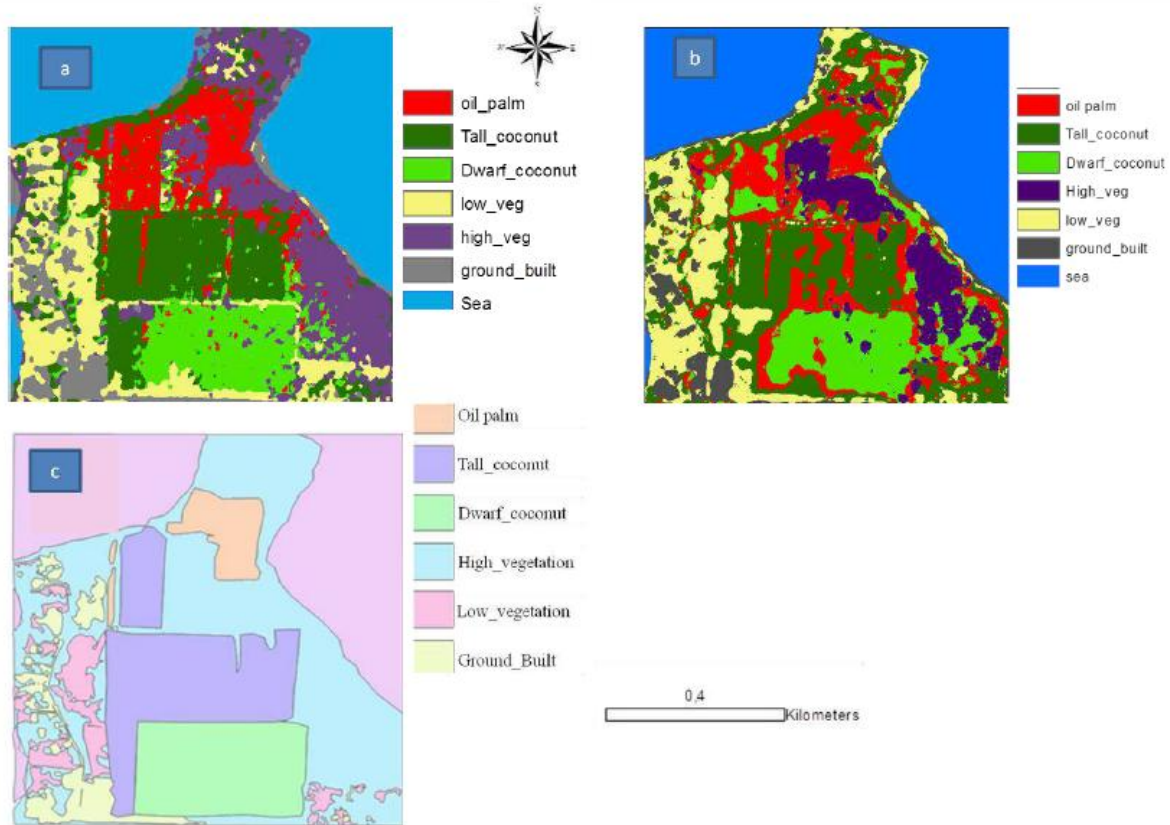 a
N
W
E
S
oil_palm
Tall_coconut
Dwarf_coconut
low_veg
high_veg
ground_built
Sea
b
oil palm
Tall_coconut
Dwarf_coconut
High_veg
low_veg
ground_built
sea
c
Oil palm
Tall_coconut
Dwarf_coconut
High_vegetation
Low_vegetation
Ground_Built
0,4
Kilometers